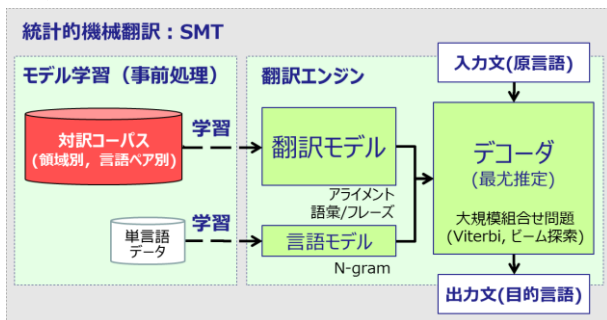 統計的機械翻訳：SMT
モデル学習（事前処理）
対訳コーパス
(領域別，言語ペア別)
学習
単言語
データ
学習
翻訳エンジン
翻訳モデル
アライメント
語彙/フレーズ
言語モデル
N-gram
入力文(原言語)
デコーダ
(最尤推定)
大規模組合せ問題
(Viterbi, ビーム探索)
出力文(目的言語)